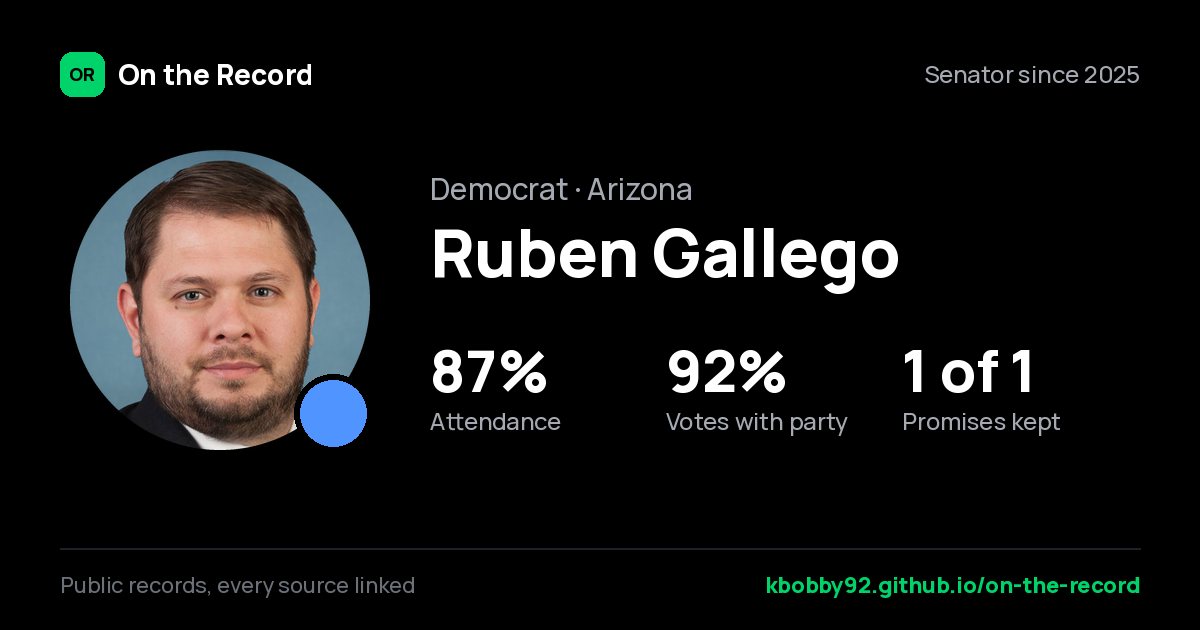 OR On the Record
Senator since 2025
Democrat · Arizona
Ruben Gallego
87% 92% 1 of 1
Attendance Votes with party Promises kept
Public records, every source linked
kbobby92.github.io/on-the-record